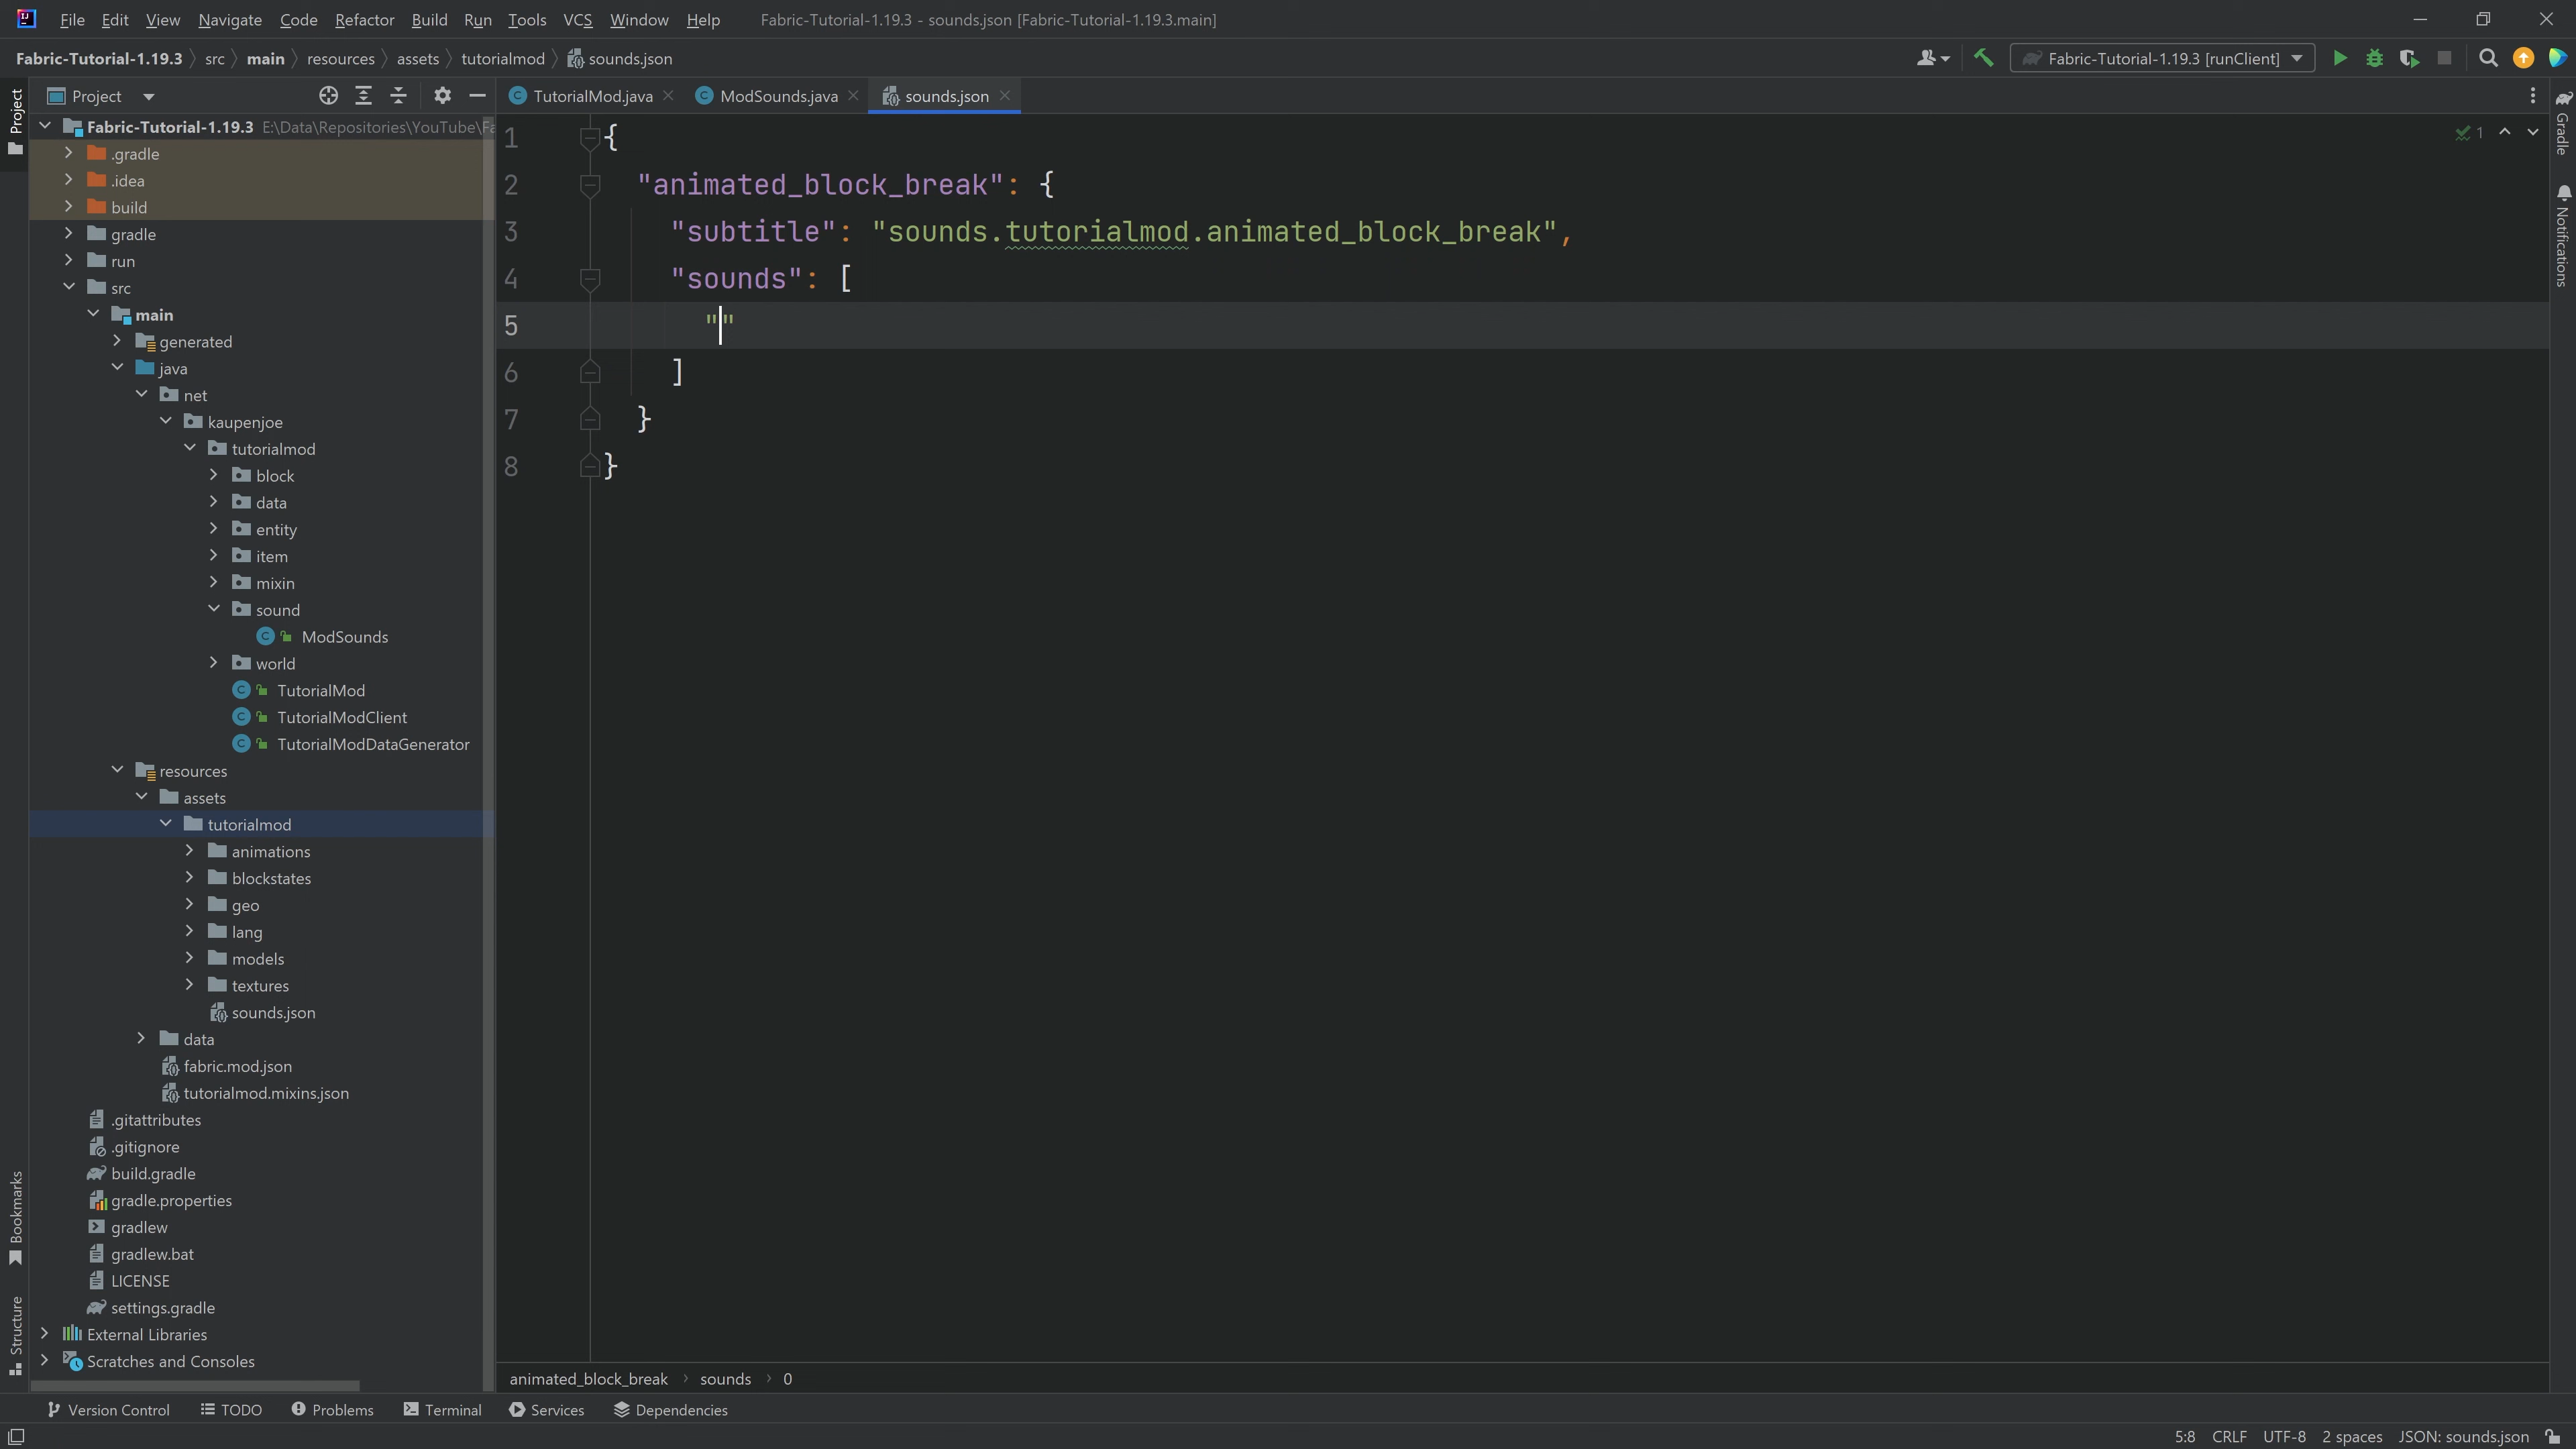 File Edit View Navigate Code Refactor Build Run Tools VCS Window Help Fabric-Tutorial-1.19.3 - sounds.json [Fabric-Tutorial-1.19.3.main]
Fabric-Tutorial-1.19.3 src main resources assets tutorialmod sounds.json Fabric-Tutorial-1.19.3 [runClient]
Project TutorialMod.java ModSounds.java sounds.json
Fabric-Tutorial-1.19.3 E:\Data\Repositories\YouTube\Fa
.gradle
.idea
build
gradle
run
src
main
generated
java
net
kaupenjoe
tutorialmod
block
data
entity
item
mixin
sound
ModSounds
world
TutorialMod
TutorialModClient
TutorialModDataGenerator
resources
assets
tutorialmod
animations
blockstates
geo
lang
models
textures
sounds.json
data
fabric.mod.json
tutorialmod.mixins.json
.gitattributes
.gitignore
build.gradle
gradle.properties
gradlew
gradlew.bat
LICENSE
settings.gradle
External Libraries
Scratches and Consoles
1 {
2 "animated_block_break": {
3 "subtitle": "sounds.tutorialmod.animated_block_break",
4 "sounds": [
5 ""
6 ]
7 }
8 }
1
Project
Bookmarks
Structure
Gradle
Notifications
animated_block_break sounds 0
Version Control TODO Problems Terminal Services Dependencies
5:8 CRLF UTF-8 2 spaces JSON: sounds.json